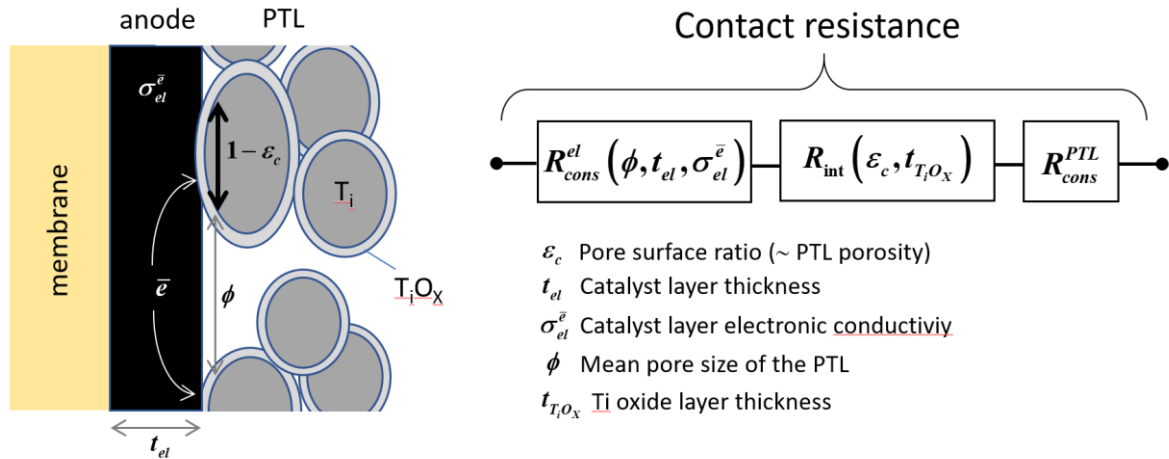 anode PTL
Contact resistance
σ_el^ē
1 − ε_c
R_cons^el (ϕ, t_el, σ_el^ē)
R_int (ε_c, t_TiOX)
R_cons^PTL
Ti
membrane
ē
ϕ
TiOX
t_el
ε_c Pore surface ratio (~ PTL porosity)
t_el Catalyst layer thickness
σ_el^ē Catalyst layer electronic conductiviy
ϕ Mean pore size of the PTL
t_TiOX Ti oxide layer thickness